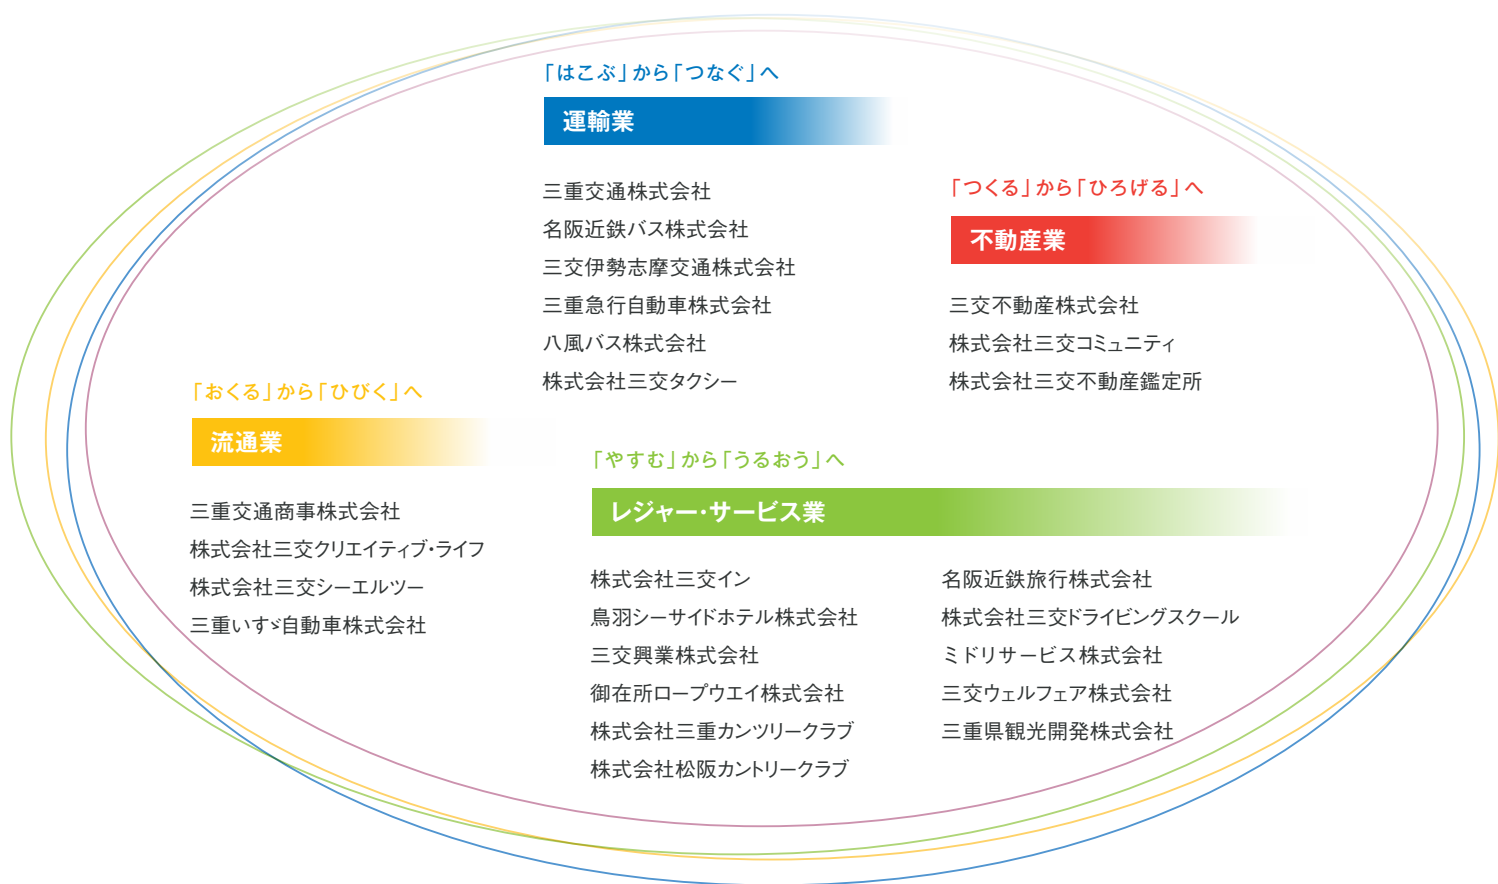 「はこぶ」から「つなぐ」へ
運輸業
三重交通株式会社
名阪近鉄バス株式会社
三交伊勢志摩交通株式会社
三重急行自動車株式会社
八風バス株式会社
株式会社三交タクシー
「つくる」から「ひろげる」へ
不動産業
三交不動産株式会社
株式会社三交コミュニティ
株式会社三交不動産鑑定所
「おくる」から「ひびく」へ
流通業
三重交通商事株式会社
株式会社三交クリエイティブ・ライフ
株式会社三交シーエルツー
三重いすゞ自動車株式会社
「やすむ」から「うるおう」へ
レジャー・サービス業
株式会社三交イン
鳥羽シーサイドホテル株式会社
三交興業株式会社
御在所ロープウエイ株式会社
株式会社三重カンツリークラブ
株式会社松阪カントリークラブ
名阪近鉄旅行株式会社
株式会社三交ドライビングスクール
ミドリサービス株式会社
三交ウェルフェア株式会社
三重県観光開発株式会社